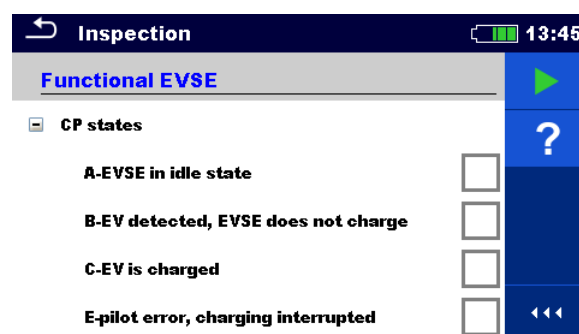 Inspection 13:45
Functional EVSE
CP states
?
A-EVSE in idle state
B-EV detected, EVSE does not charge
C-EV is charged
E-pilot error, charging interrupted